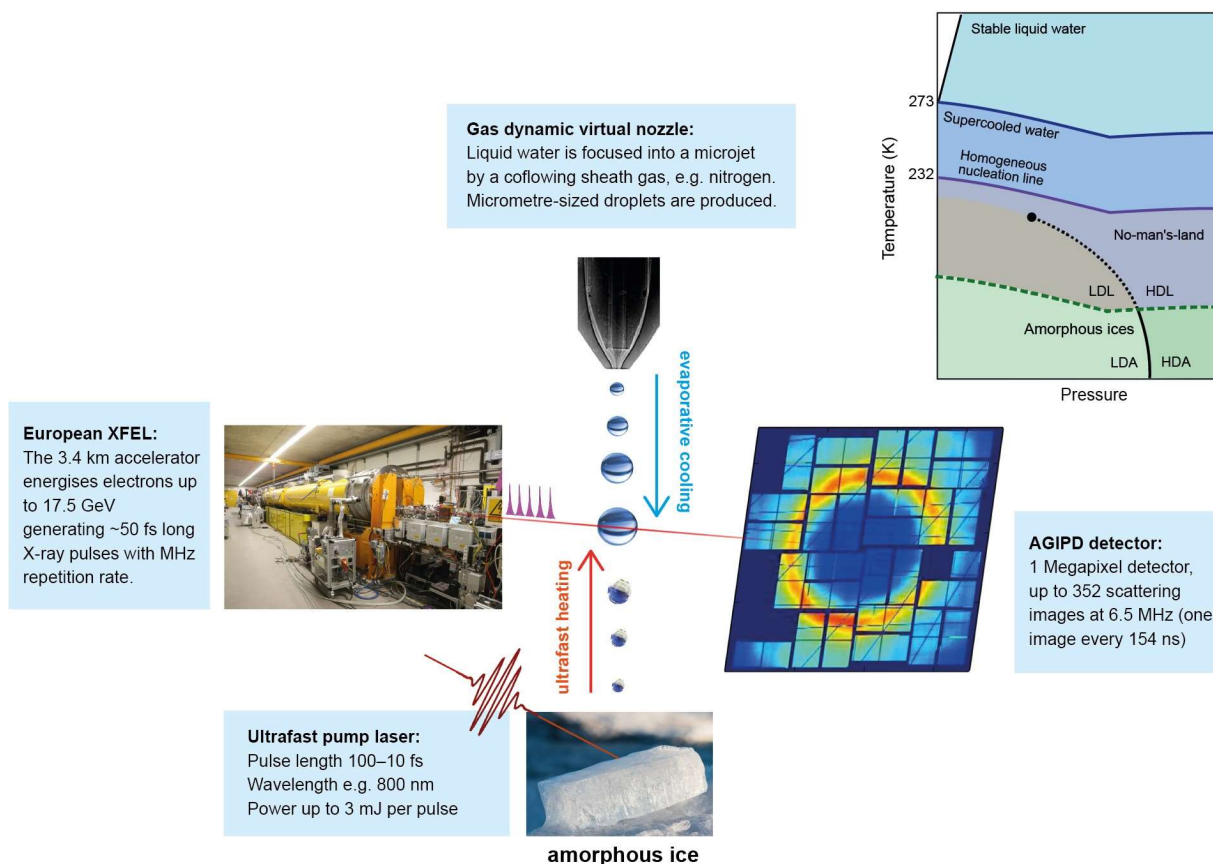 Stable liquid water
273
Supercooled water
Homogeneous
nucleation line
232
Temperature (K)
No-man's-land
LDL
HDL
Amorphous ices
LDA
HDA
Pressure
Gas dynamic virtual nozzle:
Liquid water is focused into a microjet
by a coflowing sheath gas, e.g. nitrogen.
Micrometre-sized droplets are produced.
evaporative cooling
European XFEL:
The 3.4 km accelerator
energises electrons up
to 17.5 GeV
generating ~50 fs long
X-ray pulses with MHz
repetition rate.
AGIPD detector:
1 Megapixel detector,
up to 352 scattering
images at 6.5 MHz (one
image every 154 ns)
ultrafast heating
Ultrafast pump laser:
Pulse length 100–10 fs
Wavelength e.g. 800 nm
Power up to 3 mJ per pulse
amorphous ice